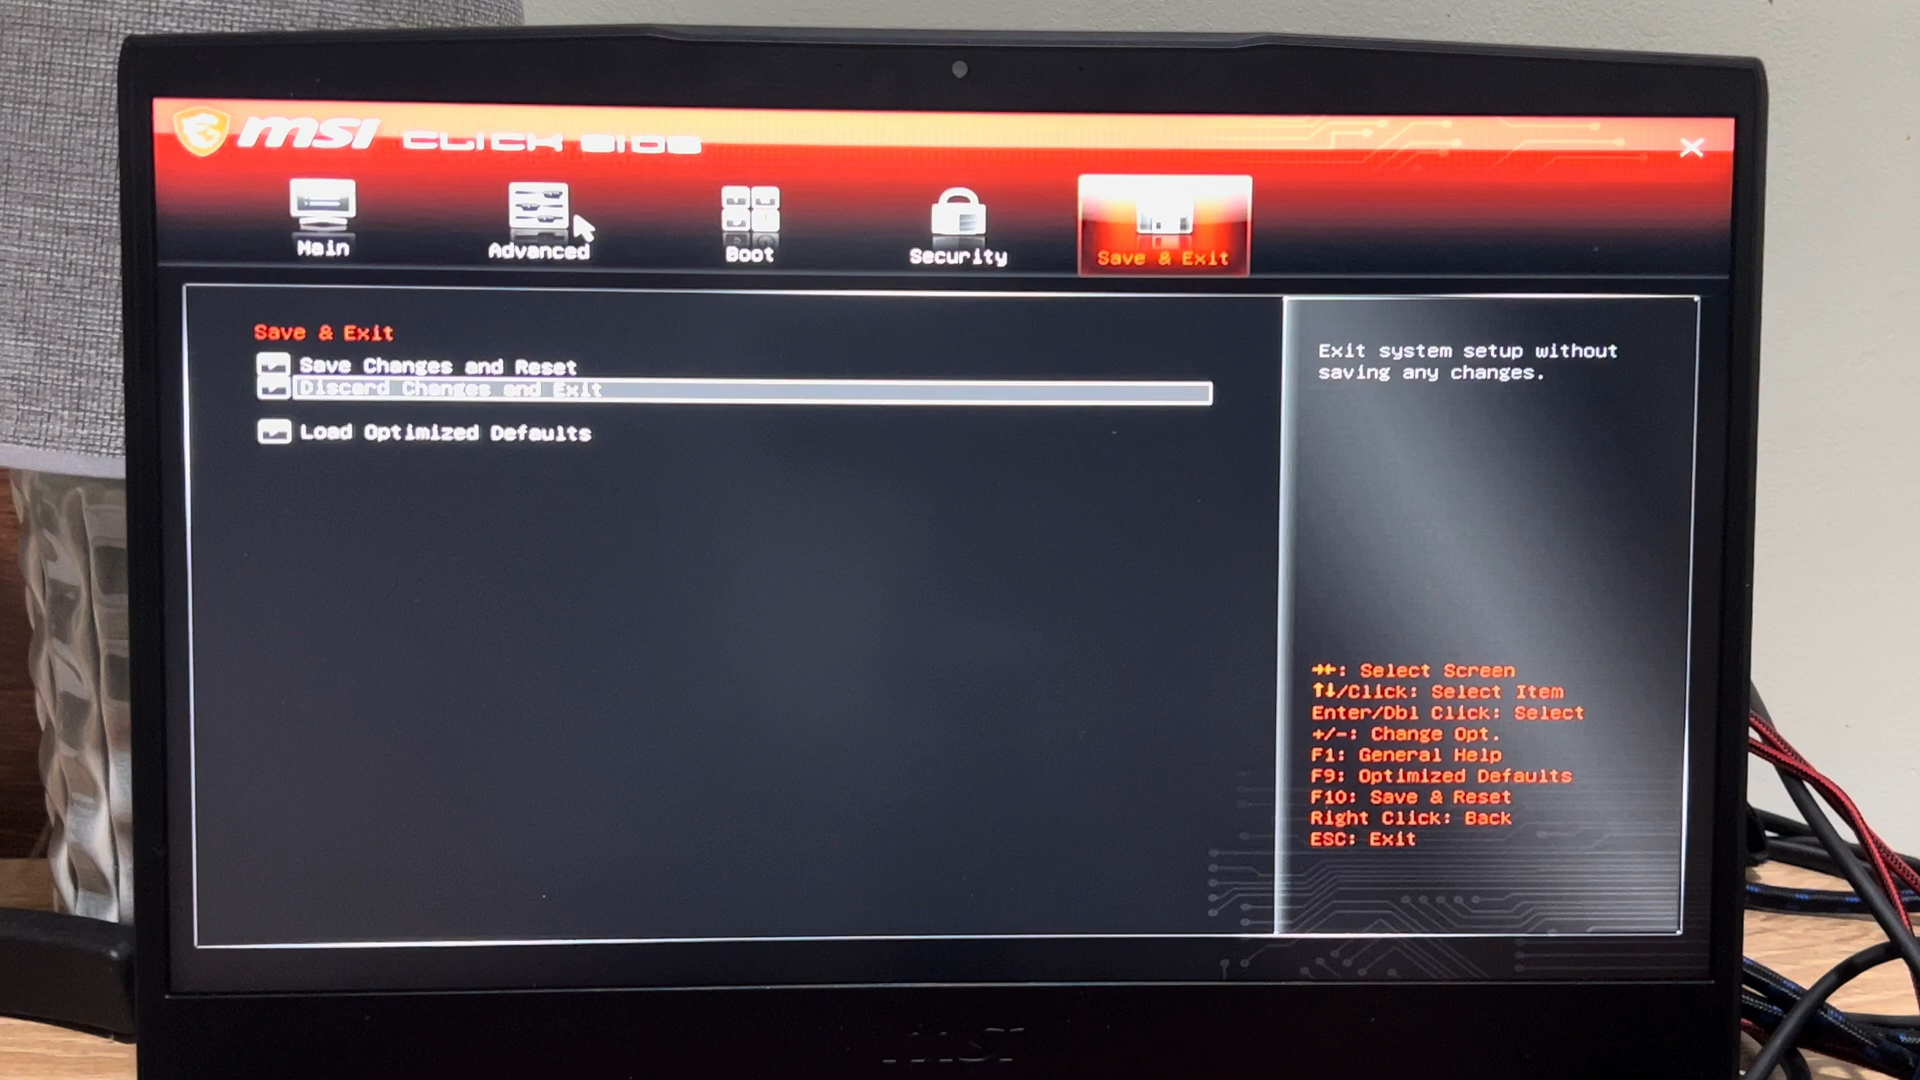 msi CLICK BIOS
Main
Advanced
Boot
Security
Save & Exit
Save & Exit
Save Changes and Reset
Discard Changes and Exit
Load Optimized Defaults
Exit system setup without
saving any changes.
→←: Select Screen
↑↓/Click: Select Item
Enter/Dbl Click: Select
+/-: Change Opt.
F1: General Help
F9: Optimized Defaults
F10: Save & Reset
Right Click: Back
ESC: Exit
msi